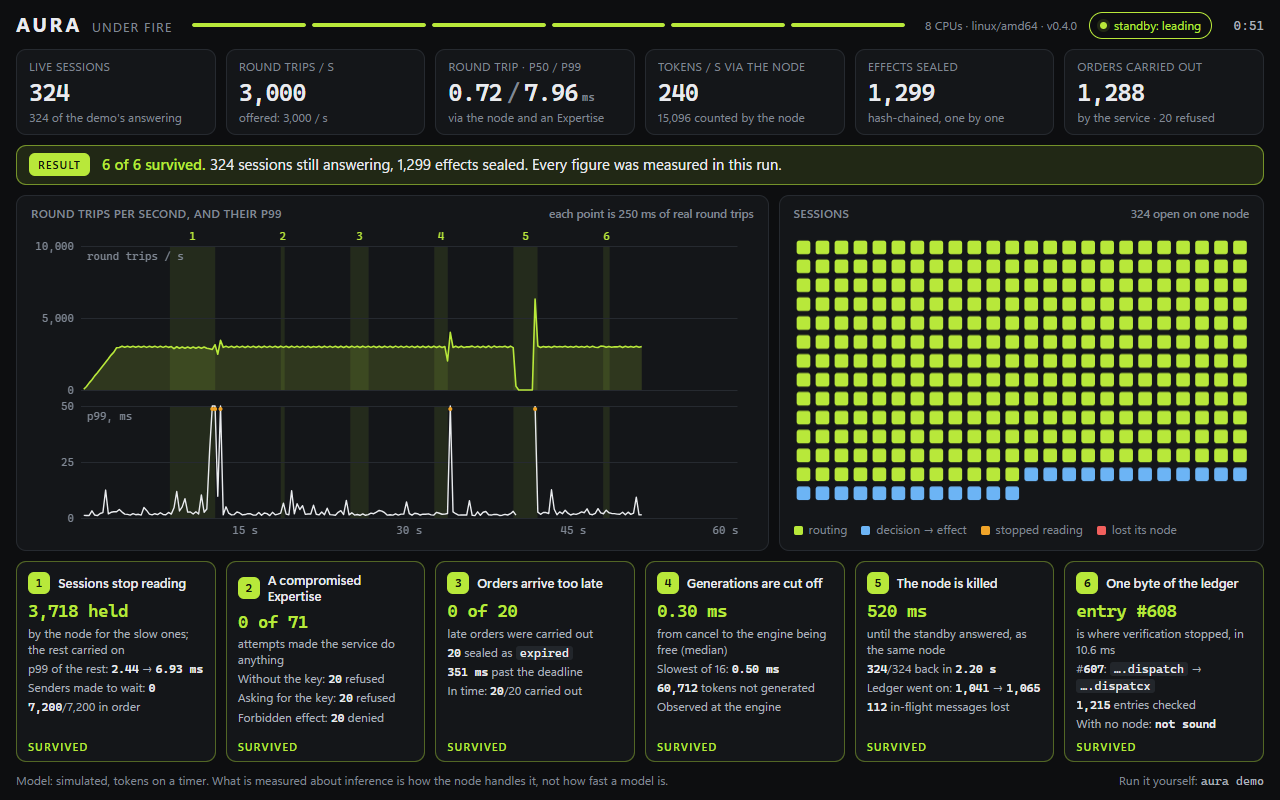 AURA UNDER FIRE
8 CPUs · linux/amd64 · v0.4.0
standby: leading
0:51
LIVE SESSIONS
324
324 of the demo's answering
ROUND TRIPS / S
3,000
offered: 3,000 / s
ROUND TRIP · P50 / P99
0.72 / 7.96 ms
via the node and an Expertise
TOKENS / S VIA THE NODE
240
15,096 counted by the node
EFFECTS SEALED
1,299
hash-chained, one by one
ORDERS CARRIED OUT
1,288
by the service · 20 refused
RESULT 6 of 6 survived. 324 sessions still answering, 1,299 effects sealed. Every figure was measured in this run.
ROUND TRIPS PER SECOND, AND THEIR P99
each point is 250 ms of real round trips
1 2 3 4 5 6
10,000
round trips / s
5,000
0
50
p99, ms
25
0
15 s 30 s 45 s 60 s
SESSIONS
324 open on one node
routing decision → effect stopped reading lost its node
1 Sessions stop reading
3,718 held
by the node for the slow ones;
the rest carried on
p99 of the rest: 2.44 → 6.93 ms
Senders made to wait: 0
7,200/7,200 in order
SURVIVED
2 A compromised
Expertise
0 of 71
attempts made the service do
anything
Without the key: 20 refused
Asking for the key: 20 refused
Forbidden effect: 20 denied
SURVIVED
3 Orders arrive too late
0 of 20
late orders were carried out
20 sealed as expired
351 ms past the deadline
In time: 20/20 carried out
SURVIVED
4 Generations are cut off
0.30 ms
from cancel to the engine being
free (median)
Slowest of 16: 0.50 ms
60,712 tokens not generated
Observed at the engine
SURVIVED
5 The node is killed
520 ms
until the standby answered, as
the same node
324/324 back in 2.20 s
Ledger went on: 1,041 → 1,065
112 in-flight messages lost
SURVIVED
6 One byte of the ledger
entry #608
is where verification stopped, in
10.6 ms
#607: ….dispatch →
….dispatcx
1,215 entries checked
With no node: not sound
SURVIVED
Model: simulated, tokens on a timer. What is measured about inference is how the node handles it, not how fast a model is.
Run it yourself: aura demo